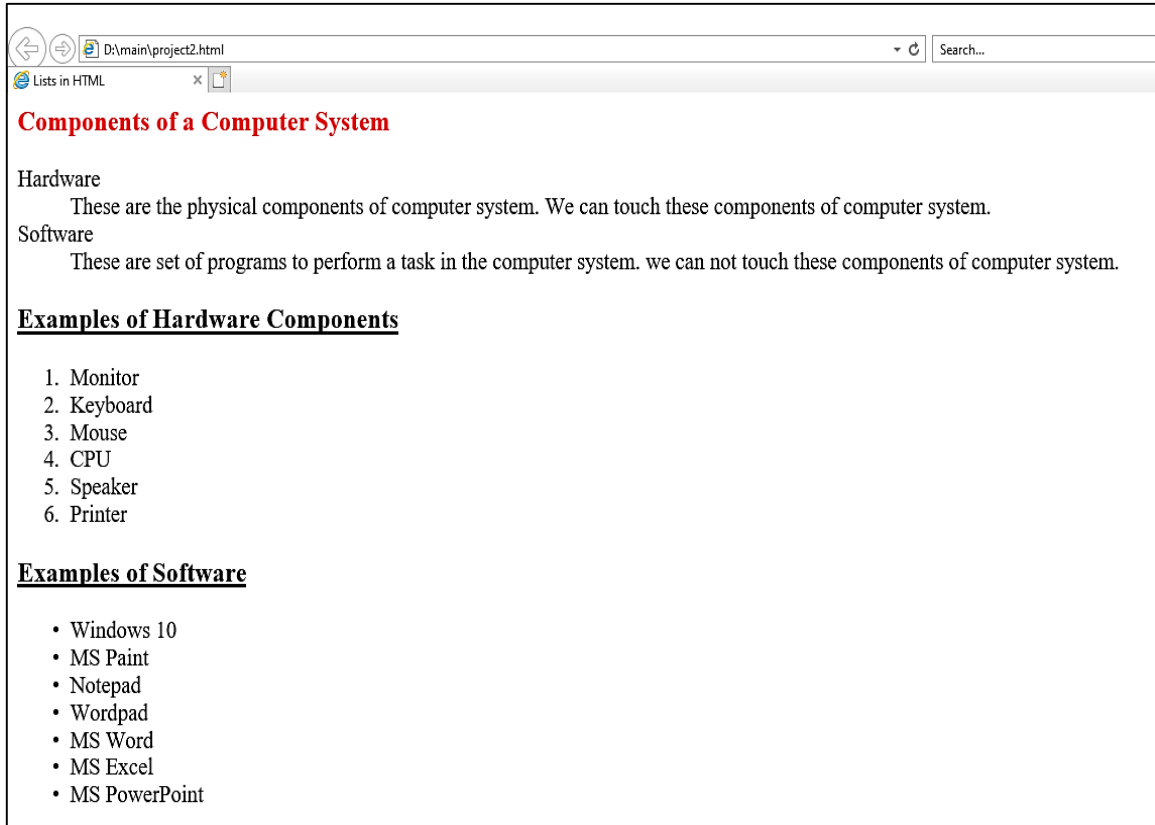 D:\main\project2.html
Search...
Lists in HTML
Components of a Computer System
Hardware
These are the physical components of computer system. We can touch these components of computer system.
Software
These are set of programs to perform a task in the computer system. we can not touch these components of computer system.
Examples of Hardware Components
1. Monitor
2. Keyboard
3. Mouse
4. CPU
5. Speaker
6. Printer
Examples of Software
• Windows 10
• MS Paint
• Notepad
• Wordpad
• MS Word
• MS Excel
• MS PowerPoint